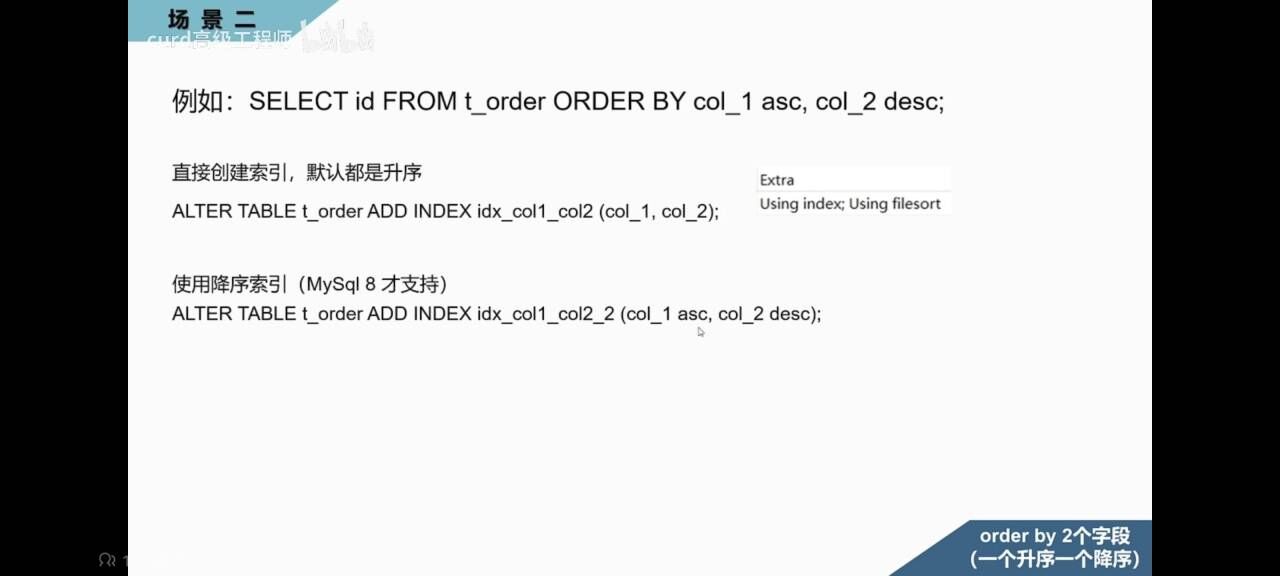 场景二
curd高级工程师 bilibili
例如：SELECT id FROM t_order ORDER BY col_1 asc, col_2 desc;
直接创建索引，默认都是升序
Extra
ALTER TABLE t_order ADD INDEX idx_col1_col2 (col_1, col_2);
Using index; Using filesort
使用降序索引（MySql 8 才支持）
ALTER TABLE t_order ADD INDEX idx_col1_col2_2 (col_1 asc, col_2 desc);
order by 2个字段
（一个升序一个降序）